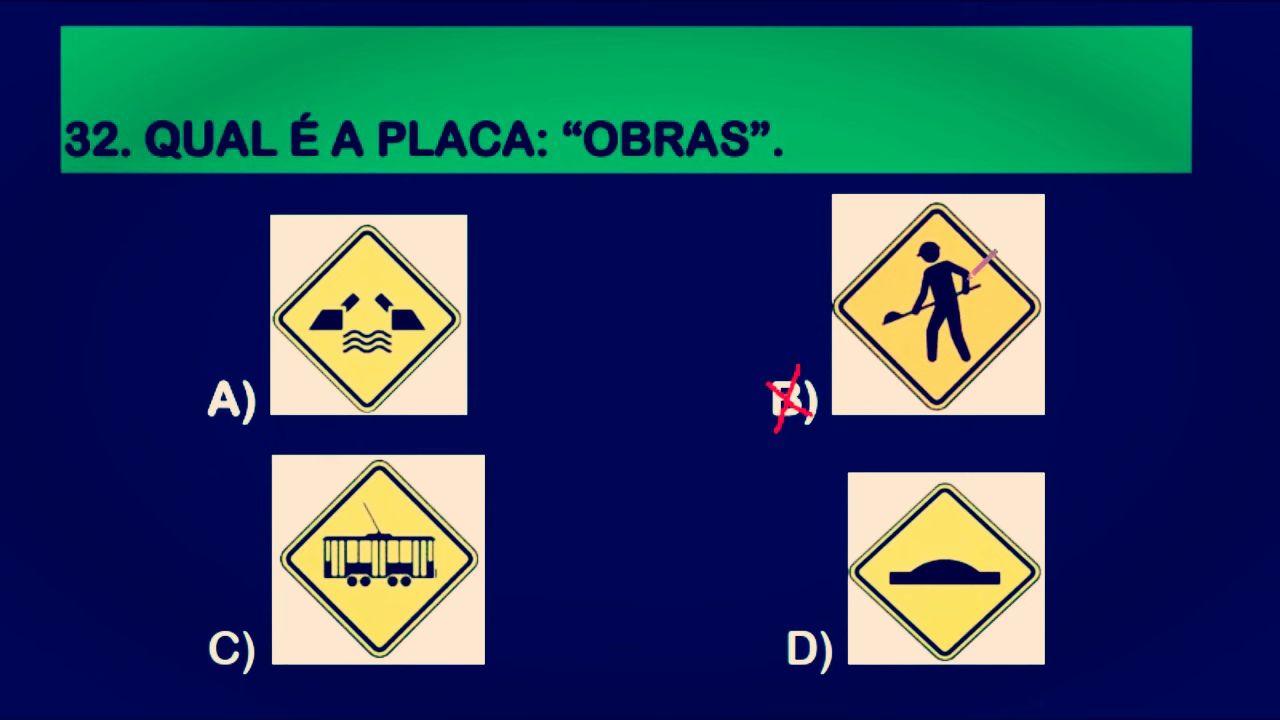 32. QUAL É A PLACA: “OBRAS”.
A)
B)
C)
D)